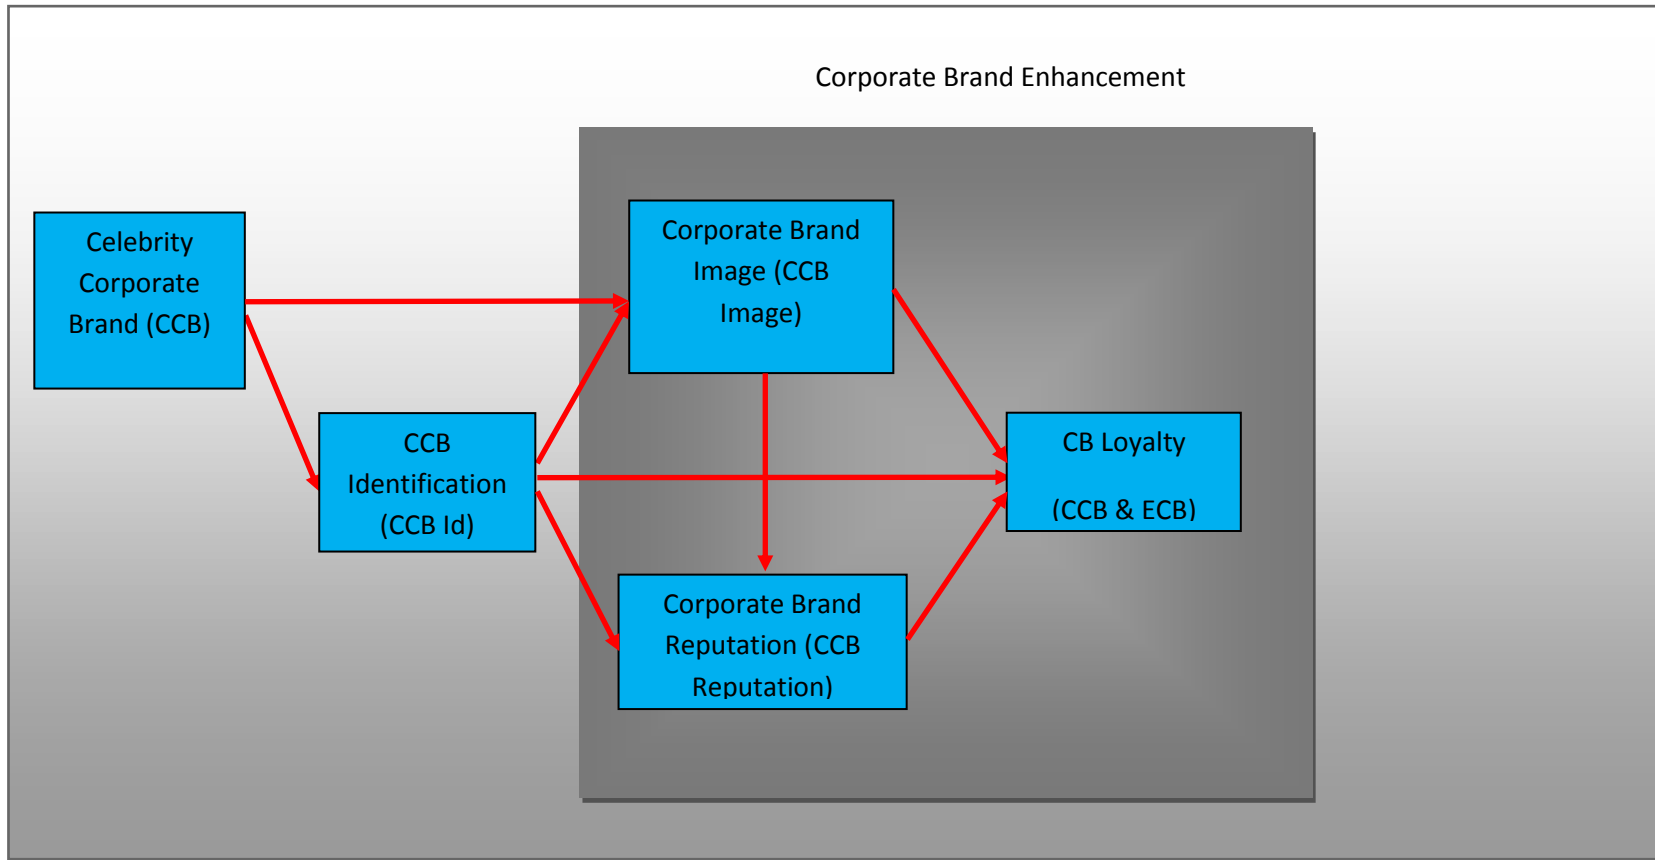 Corporate Brand Enhancement
Celebrity
Corporate
Brand (CCB)
Corporate Brand
Image (CCB
Image)
CCB
Identification
(CCB Id)
CB Loyalty
(CCB & ECB)
Corporate Brand
Reputation (CCB
Reputation)